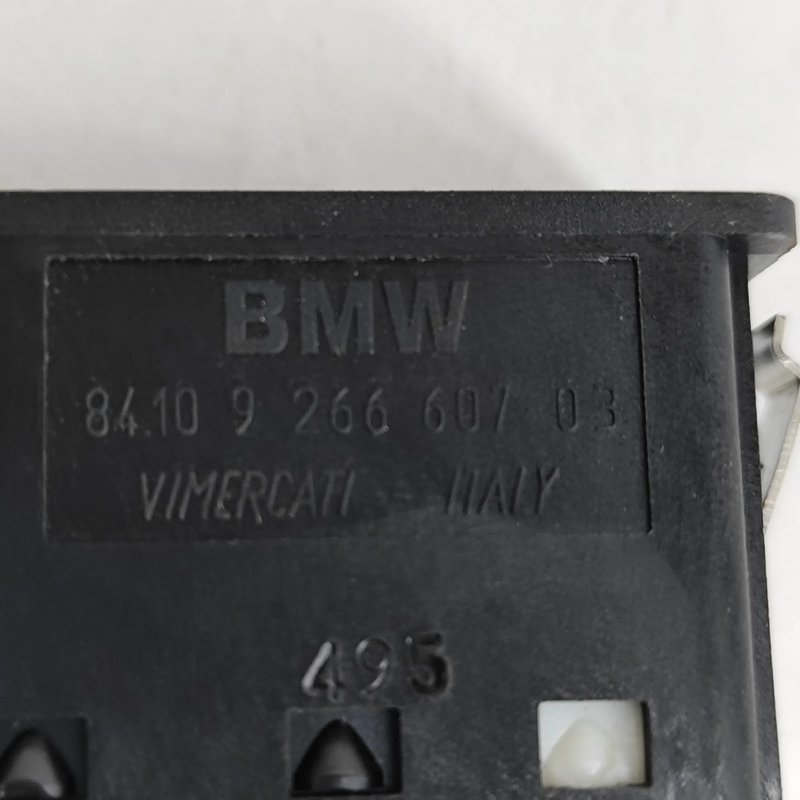 BMW
84.10 9 266 607 03
VIMERCATI ITALY
495